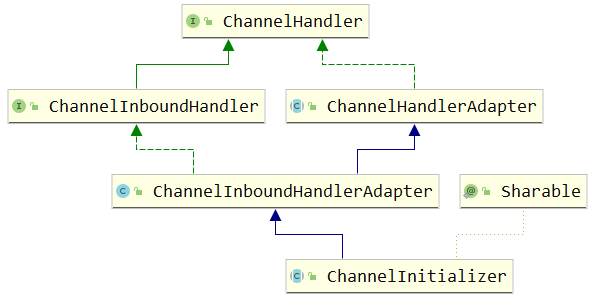 I ChannelHandler
I ChannelInboundHandler
C ChannelHandlerAdapter
C ChannelInboundHandlerAdapter
@ Sharable
C ChannelInitializer